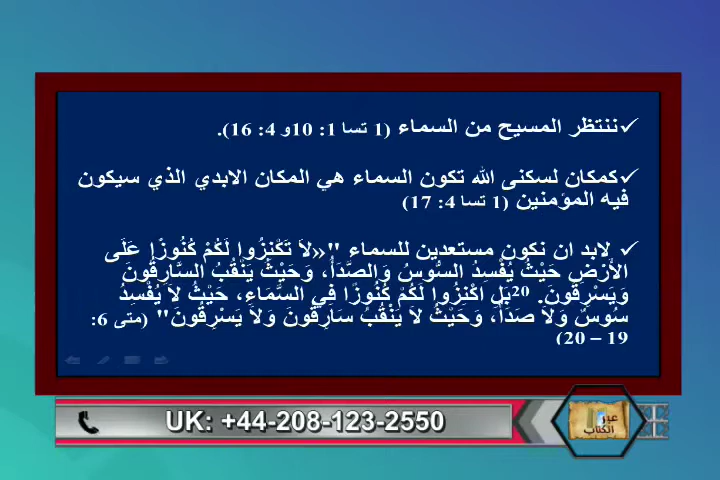 ✓ننتظر المسيح من السماء (1 تسا 1: 10و 4: 16).
✓كمكان لسكنى الله تكون السماء هي المكان الابدي الذي سيكون
فيه المؤمنين (1 تسا 4: 17)
✓ لابد ان نكون مستعدين للسماء "«لاَ تَكْنِزُوا لَكُمْ كُنُوزًا عَلَى
الأَرْضِ حَيْثُ يُفْسِدُ السُّوسُ وَالصَّدَأُ، وَحَيْثُ يَنْقُبُ السَّارِقُونَ
وَيَسْرِقُونَ. 20بَلِ اكْنِزُوا لَكُمْ كُنُوزًا فِي السَّمَاءِ، حَيْثُ لاَ يُفْسِدُ
سُوسٌ وَلاَ صَدَأٌ، وَحَيْثُ لاَ يَنْقُبُ سَارِقُونَ وَلاَ يَسْرِقُونَ" (متى 6:
19 – 20)
UK: +44-208-123-2550
عبر
الكتاب